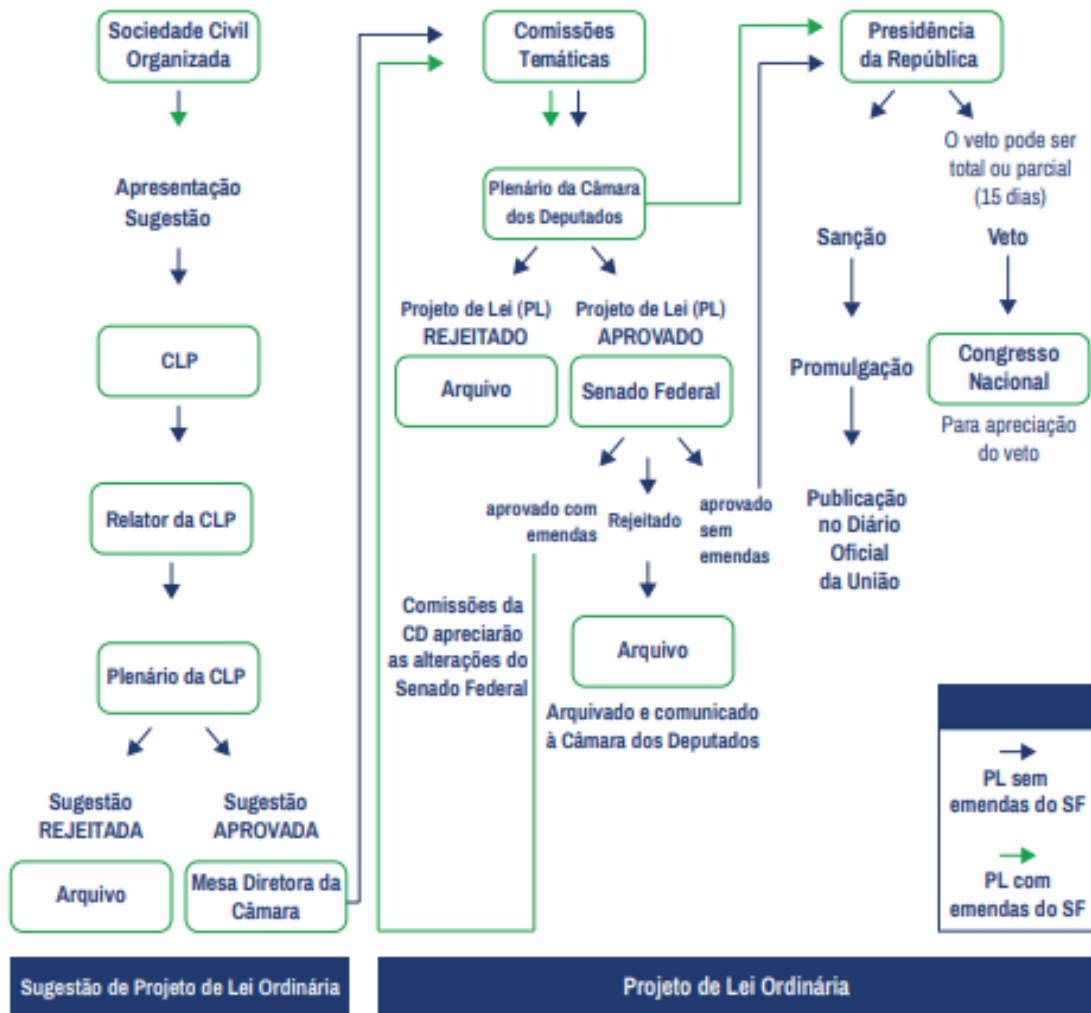 Sociedade Civil
Organizada
Apresentação
Sugestão
CLP
Relator da CLP
Plenário da CLP
Sugestão
REJEITADA
Arquivo
Sugestão
APROVADA
Mesa Diretora da
Câmara
Sugestão de Projeto de Lei Ordinária
Comissões
Temáticas
Plenário da Câmara
dos Deputados
Projeto de Lei (PL)
REJEITADO
Arquivo
Projeto de Lei (PL)
APROVADO
Senado Federal
aprovado com
emendas
Rejeitado
aprovado
sem
emendas
Comissões da
CD apreciarão
as alterações do
Senado Federal
Arquivo
Arquivado e comunicado
à Câmara dos Deputados
Presidência
da República
O veto pode ser
total ou parcial
(15 dias)
Sanção
Veto
Promulgação
Congresso
Nacional
Para apreciação
do veto
Publicação
no Diário
Oficial
da União
PL sem
emendas do SF
PL com
emendas do SF
Projeto de Lei Ordinária